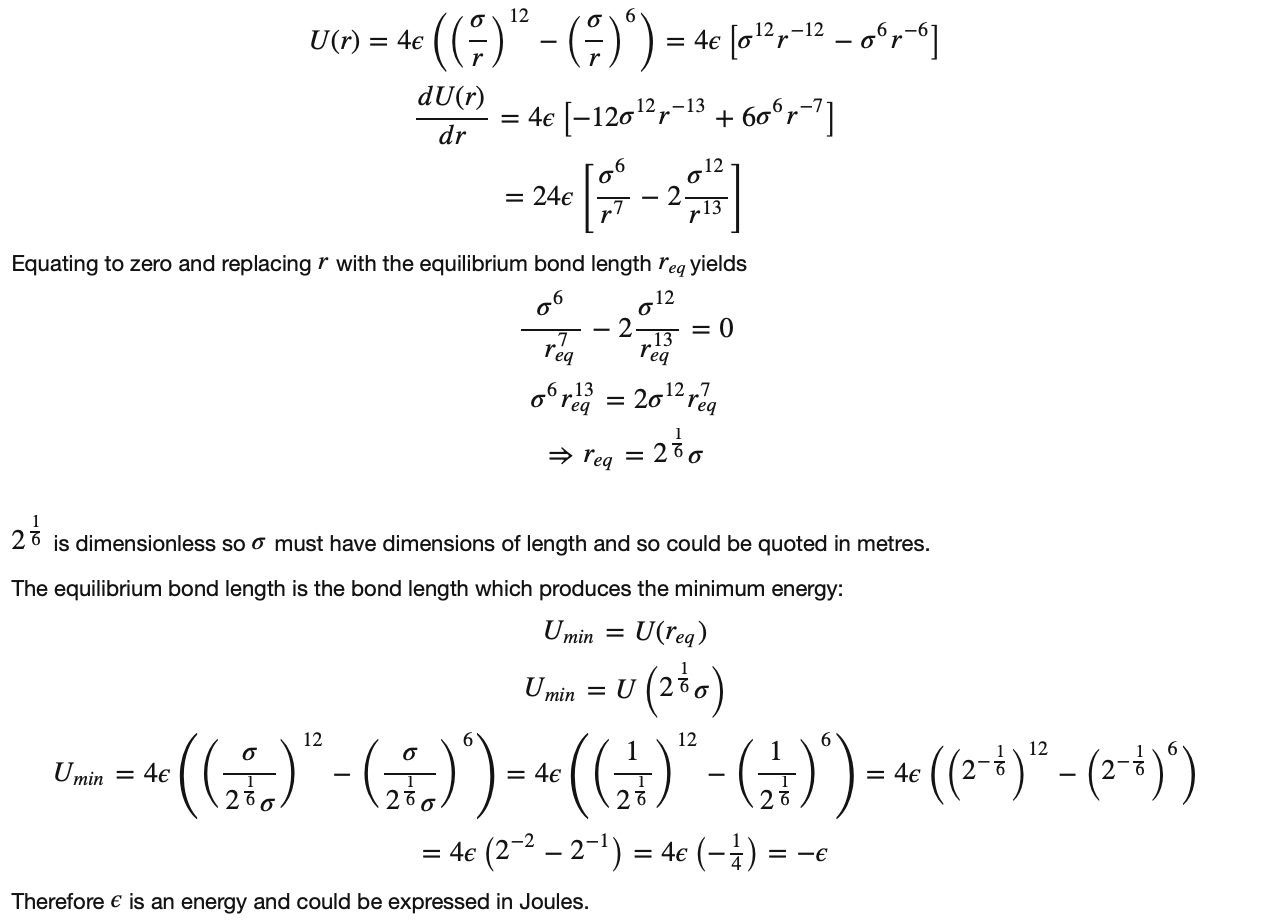 U(r) = 4ϵ ((σ/r)^12 − (σ/r)^6) = 4ϵ [σ^12 r^−12 − σ^6 r^−6]
dU(r)/dr = 4ϵ [−12σ^12 r^−13 + 6σ^6 r^−7]
= 24ϵ [σ^6/r^7 − 2 σ^12/r^13]
Equating to zero and replacing r with the equilibrium bond length r_eq yields
σ^6/r_eq^7 − 2 σ^12/r_eq^13 = 0
σ^6 r_eq^13 = 2σ^12 r_eq^7
⇒ r_eq = 2^(1/6) σ
2^(1/6) is dimensionless so σ must have dimensions of length and so could be quoted in metres.
The equilibrium bond length is the bond length which produces the minimum energy:
U_min = U(r_eq)
U_min = U (2^(1/6) σ)
U_min = 4ϵ ((σ/(2^(1/6) σ))^12 − (σ/(2^(1/6) σ))^6) = 4ϵ ((1/2^(1/6))^12 − (1/2^(1/6))^6) = 4ϵ ((2^(−1/6))^12 − (2^(−1/6))^6)
= 4ϵ (2^−2 − 2^−1) = 4ϵ (−1/4) = −ϵ
Therefore ϵ is an energy and could be expressed in Joules.